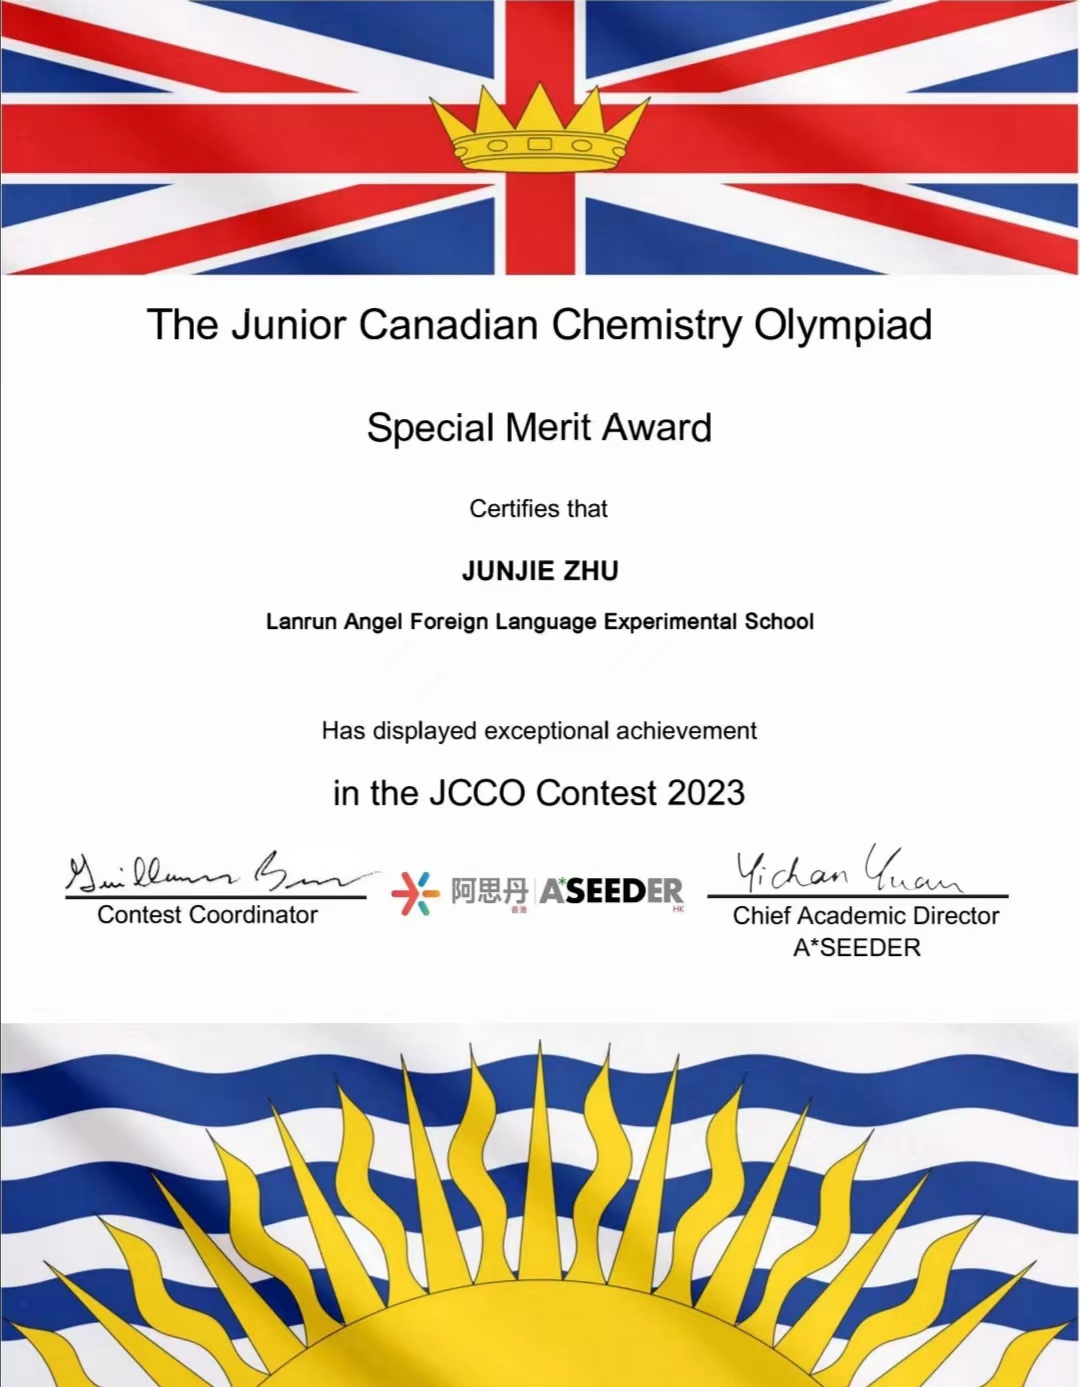 The Junior Canadian Chemistry Olympiad
Special Merit Award
Certifies that
JUNJIE ZHU
Lanrun Angel Foreign Language Experimental School
Has displayed exceptional achievement
in the JCCO Contest 2023
阿思丹 香港 A*SEEDER HK
Yichan Yuan
Contest Coordinator
Chief Academic Director
A*SEEDER